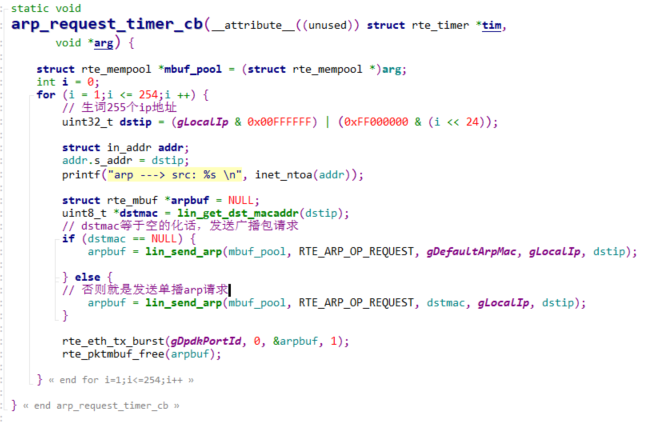 static void
arp_request_timer_cb(__attribute__((unused)) struct rte_timer *tim,
void *arg) {
struct rte_mempool *mbuf_pool = (struct rte_mempool *)arg;
int i = 0;
for (i = 1;i <= 254;i ++) {
// 生词255个ip地址
uint32_t dstip = (gLocalIp & 0x00FFFFFF) | (0xFF000000 & (i << 24));
struct in_addr addr;
addr.s_addr = dstip;
printf("arp ---> src: %s \n", inet_ntoa(addr));
struct rte_mbuf *arpbuf = NULL;
uint8_t *dstmac = lin_get_dst_macaddr(dstip);
// dstmac等于空的化话，发送广播包请求
if (dstmac == NULL) {
arpbuf = lin_send_arp(mbuf_pool, RTE_ARP_OP_REQUEST, gDefaultArpMac, gLocalIp, dstip);
} else {
// 否则就是发送单播arp请求
arpbuf = lin_send_arp(mbuf_pool, RTE_ARP_OP_REQUEST, dstmac, gLocalIp, dstip);
}
rte_eth_tx_burst(gDpdkPortId, 0, &arpbuf, 1);
rte_pktmbuf_free(arpbuf);
} « end for i=1;i<=254;i++ »
} « end arp_request_timer_cb »